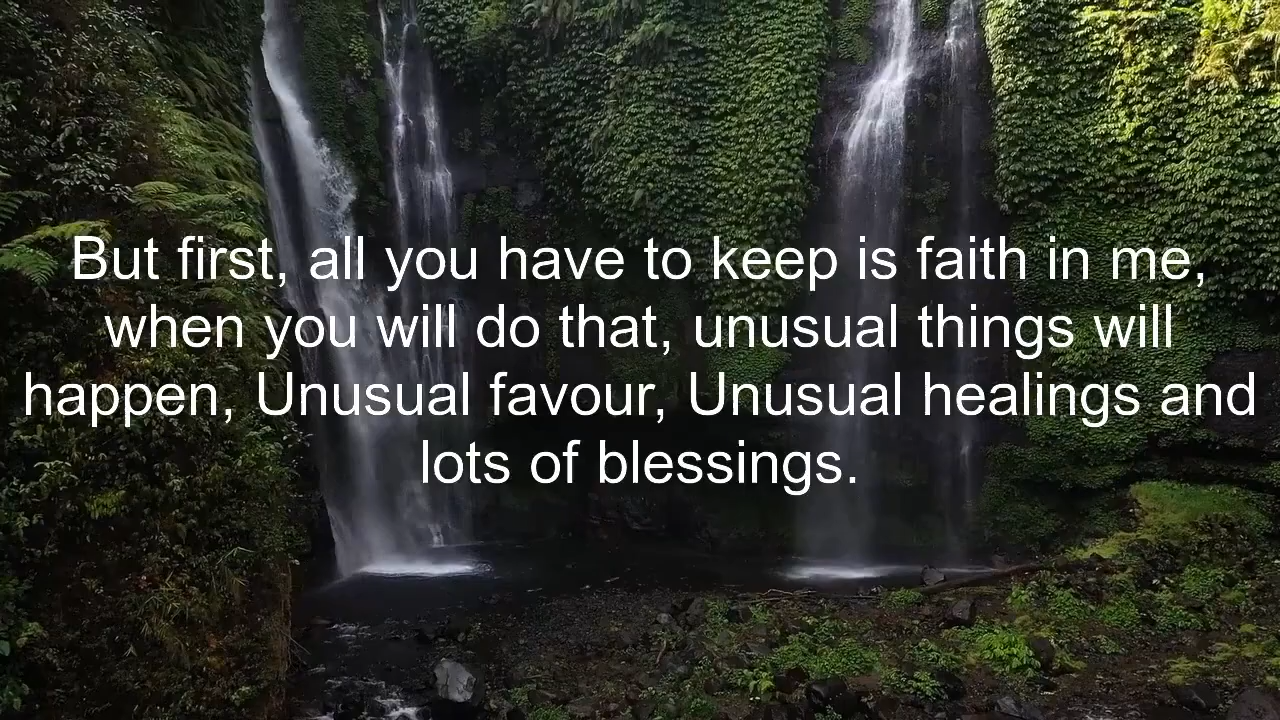 But first, all you have to keep is faith in me,
when you will do that, unusual things will
happen, Unusual favour, Unusual healings and
lots of blessings.